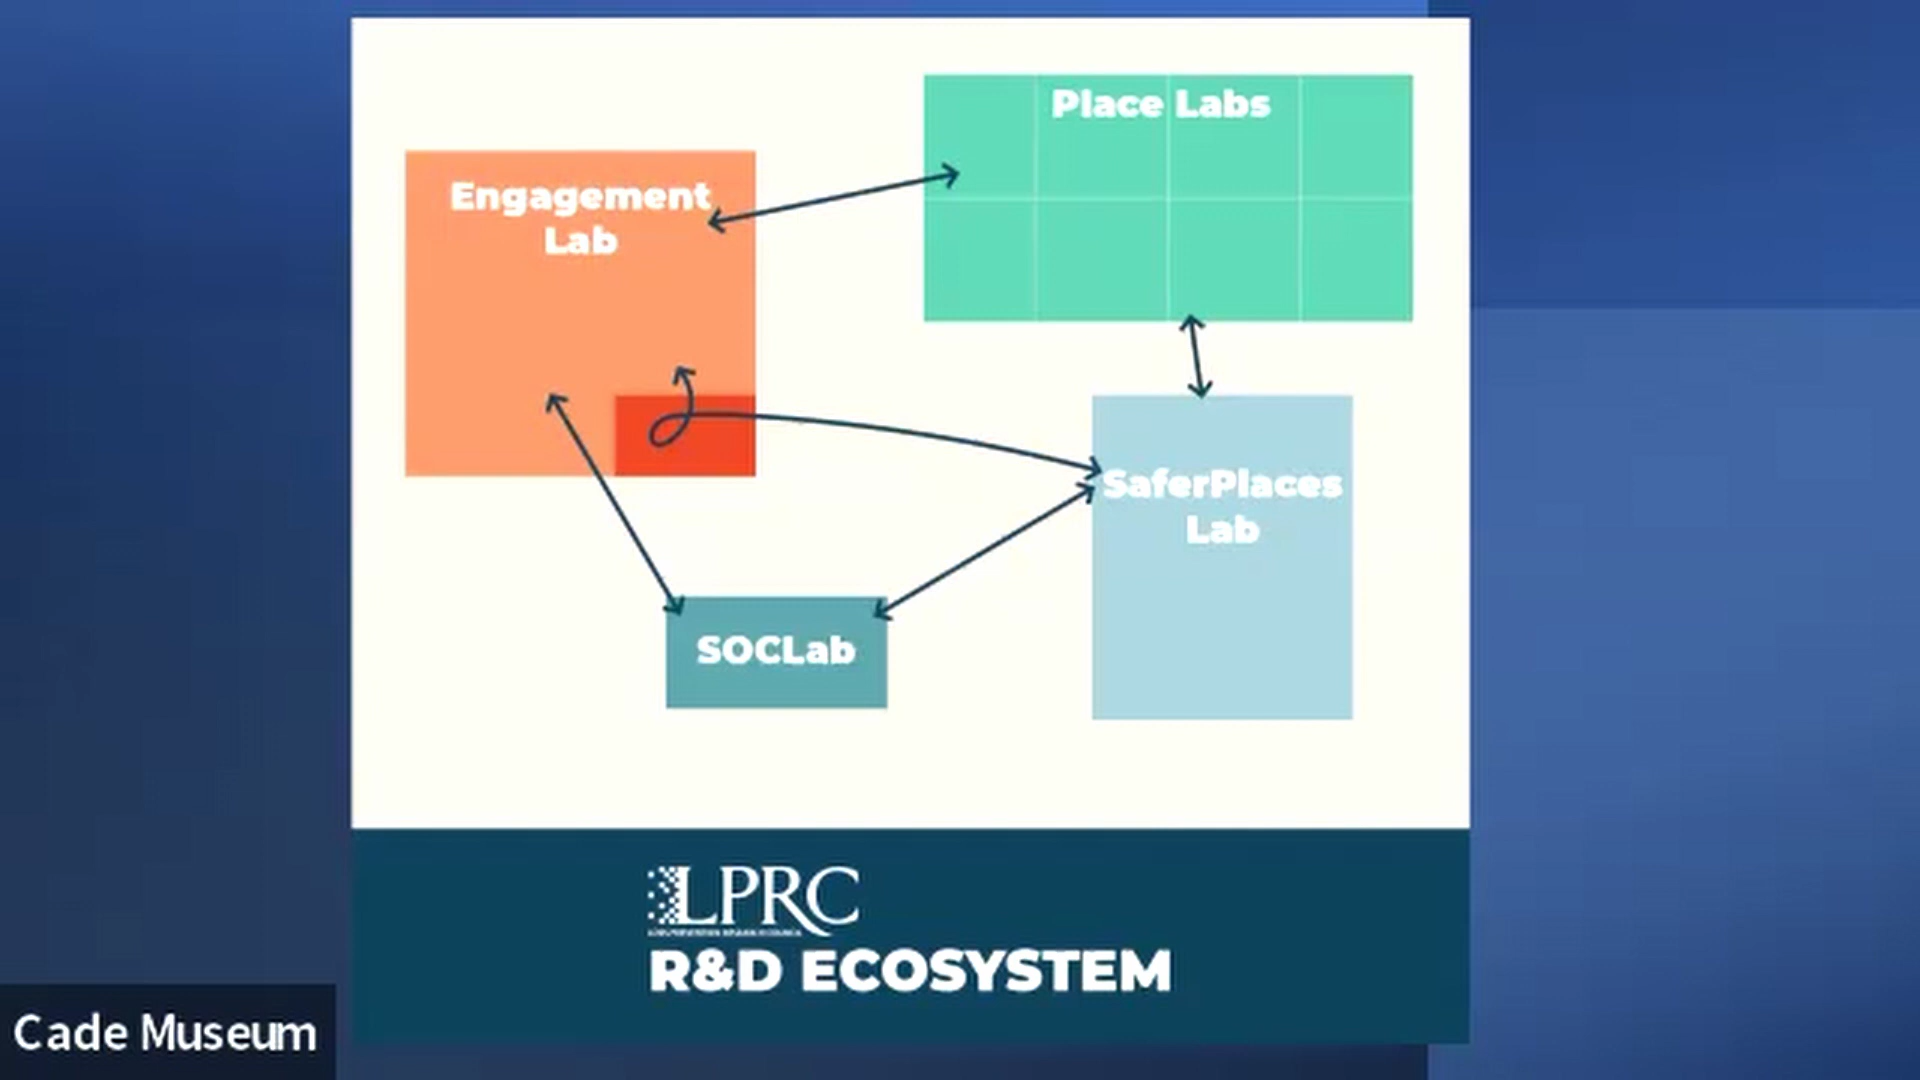 Place Labs
Engagement
Lab
SaferPlaces
Lab
SOCLab
LPRC
R&D ECOSYSTEM
Cade Museum